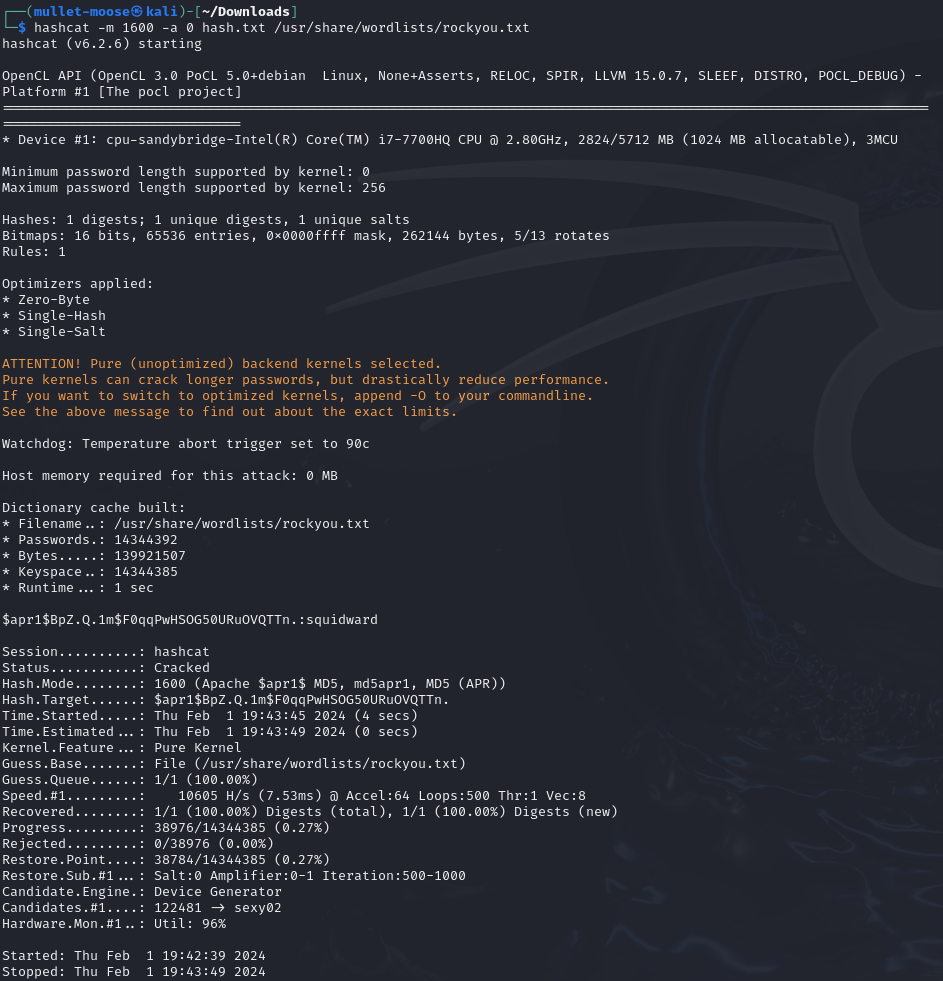 ┌──(mullet-moose㉿kali)-[~/Downloads]
└─$ hashcat -m 1600 -a 0 hash.txt /usr/share/wordlists/rockyou.txt
hashcat (v6.2.6) starting
OpenCL API (OpenCL 3.0 PoCL 5.0+debian  Linux, None+Asserts, RELOC, SPIR, LLVM 15.0.7, SLEEF, DISTRO, POCL_DEBUG) -
Platform #1 [The pocl project]
====================================================================================================================
==============================
* Device #1: cpu-sandybridge-Intel(R) Core(TM) i7-7700HQ CPU @ 2.80GHz, 2824/5712 MB (1024 MB allocatable), 3MCU
Minimum password length supported by kernel: 0
Maximum password length supported by kernel: 256
Hashes: 1 digests; 1 unique digests, 1 unique salts
Bitmaps: 16 bits, 65536 entries, 0x0000ffff mask, 262144 bytes, 5/13 rotates
Rules: 1
Optimizers applied:
* Zero-Byte
* Single-Hash
* Single-Salt
ATTENTION! Pure (unoptimized) backend kernels selected.
Pure kernels can crack longer passwords, but drastically reduce performance.
If you want to switch to optimized kernels, append -O to your commandline.
See the above message to find out about the exact limits.
Watchdog: Temperature abort trigger set to 90c
Host memory required for this attack: 0 MB
Dictionary cache built:
* Filename..: /usr/share/wordlists/rockyou.txt
* Passwords.: 14344392
* Bytes.....: 139921507
* Keyspace..: 14344385
* Runtime...: 1 sec
$apr1$BpZ.Q.1m$F0qqPwHSOG50URuOVQTTn.:squidward
Session..........: hashcat
Status...........: Cracked
Hash.Mode........: 1600 (Apache $apr1$ MD5, md5apr1, MD5 (APR))
Hash.Target......: $apr1$BpZ.Q.1m$F0qqPwHSOG50URuOVQTTn.
Time.Started.....: Thu Feb  1 19:43:45 2024 (4 secs)
Time.Estimated...: Thu Feb  1 19:43:49 2024 (0 secs)
Kernel.Feature...: Pure Kernel
Guess.Base.......: File (/usr/share/wordlists/rockyou.txt)
Guess.Queue......: 1/1 (100.00%)
Speed.#1.........:    10605 H/s (7.53ms) @ Accel:64 Loops:500 Thr:1 Vec:8
Recovered........: 1/1 (100.00%) Digests (total), 1/1 (100.00%) Digests (new)
Progress.........: 38976/14344385 (0.27%)
Rejected.........: 0/38976 (0.00%)
Restore.Point....: 38784/14344385 (0.27%)
Restore.Sub.#1...: Salt:0 Amplifier:0-1 Iteration:500-1000
Candidate.Engine.: Device Generator
Candidates.#1....: 122481 -> sexy02
Hardware.Mon.#1..: Util: 96%
Started: Thu Feb  1 19:42:39 2024
Stopped: Thu Feb  1 19:43:49 2024